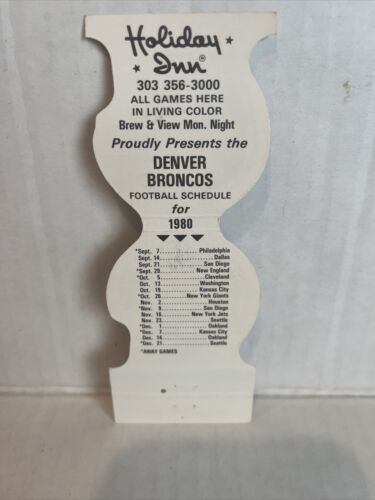 Holiday
Inn®
303 356-3000
ALL GAMES HERE
IN LIVING COLOR
Brew & View Mon. Night
Proudly Presents the
DENVER
BRONCOS
FOOTBALL SCHEDULE
for
1980
*Sept. 7 Philadelphia
Sept. 14 Dallas
Sept. 21 San Diego
*Sept. 29 New England
*Oct. 5 Cleveland
Oct. 13 Washington
Oct. 19 Kansas City
*Oct. 26 New York Giants
Nov. 2 Houston
*Nov. 9 San Diego
Nov. 16 New York Jets
Nov. 23 Seattle
*Dec. 1 Oakland
*Dec. 7 Kansas City
Dec. 14 Oakland
*Dec. 21 Seattle
*AWAY GAMES